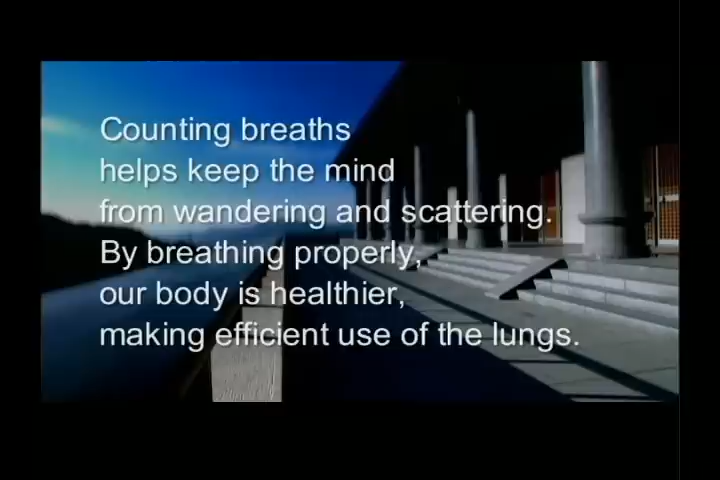 Counting breaths
helps keep the mind
from wandering and scattering.
By breathing properly,
our body is healthier,
making efficient use of the lungs.